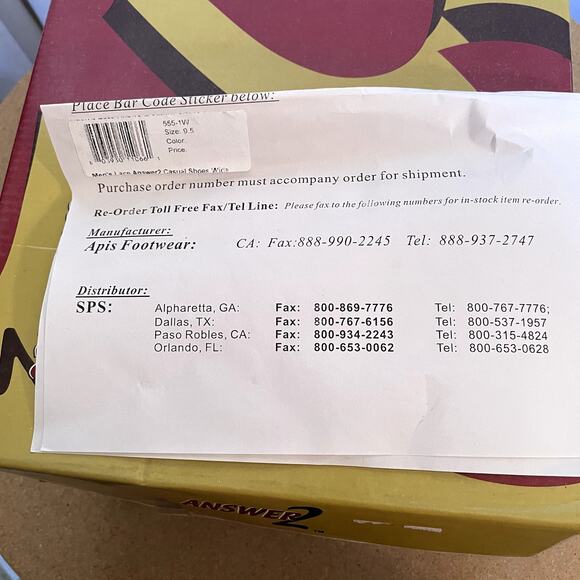 Place Bar Code Sticker below:
555-1W
Size: 9.5
Color:
Price:
Men's Lace Answer2 Casual Shoes
Purchase order number must accompany order for shipment.
Re-Order Toll Free Fax/Tel Line: Please fax to the following numbers for in-stock item re-order.
Manufacturer:
Apis Footwear: CA: Fax:888-990-2245 Tel: 888-937-2747
Distributor:
SPS: Alpharetta, GA: Fax: 800-869-7776 Tel: 800-767-7776;
Dallas, TX: Fax: 800-767-6156 Tel: 800-537-1957
Paso Robles, CA: Fax: 800-934-2243 Tel: 800-315-4824
Orlando, FL: Fax: 800-653-0062 Tel: 800-653-0628
ANSWER2™